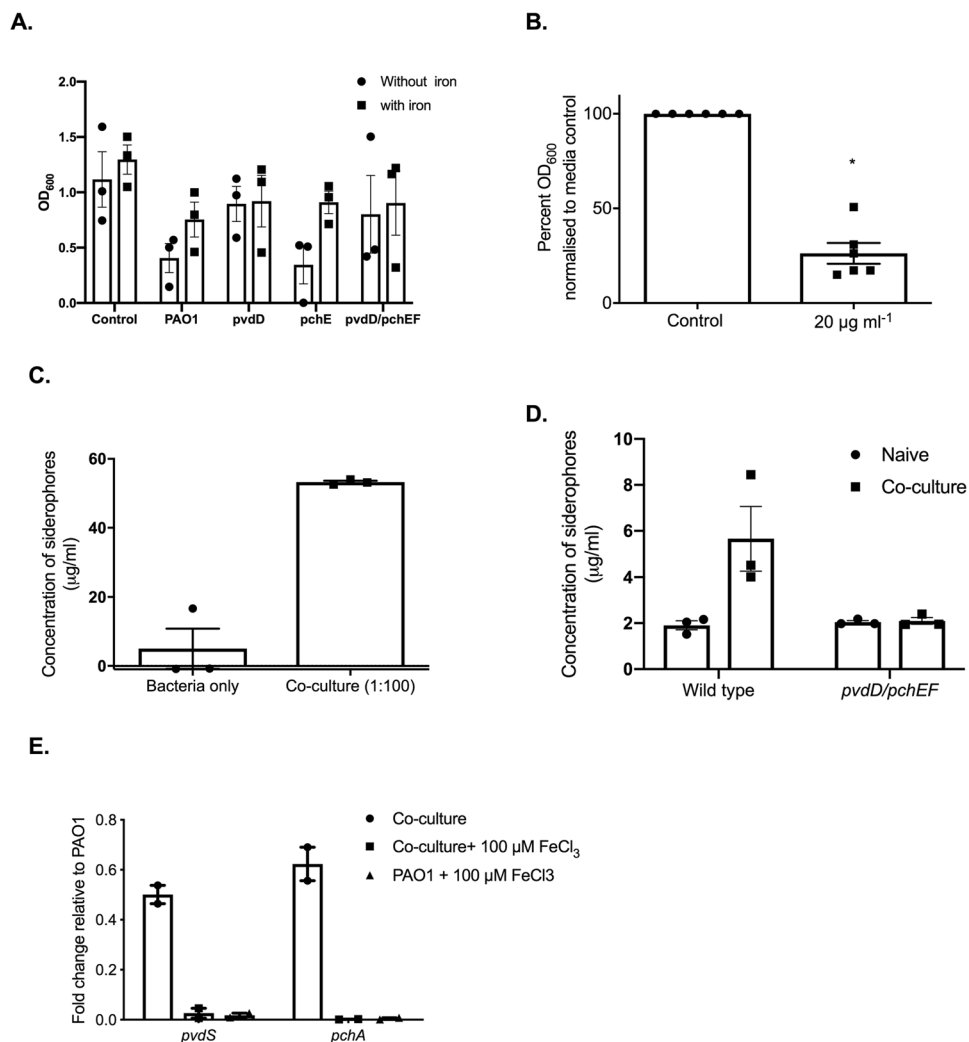 A.
2.0
1.5
1.0
0.5
0.0
OD600
Without iron
with iron
Control PAO1 pvdD pchE pvdD/pchEF
B.
100
50
0
Percent OD600
normalised to media control
*
Control 20 µg ml-1
C.
60
40
20
0
Concentration of siderophores
(µg/ml)
Bacteria only Co-culture (1:100)
D.
10
8
6
4
2
0
Concentration of siderophores
(µg/ml)
Naive
Co-culture
Wild type pvdD/pchEF
E.
0.8
0.6
0.4
0.2
0.0
Fold change relative to PAO1
Co-culture
Co-culture+ 100 µM FeCl3
PAO1 + 100 µM FeCl3
pvdS pchA